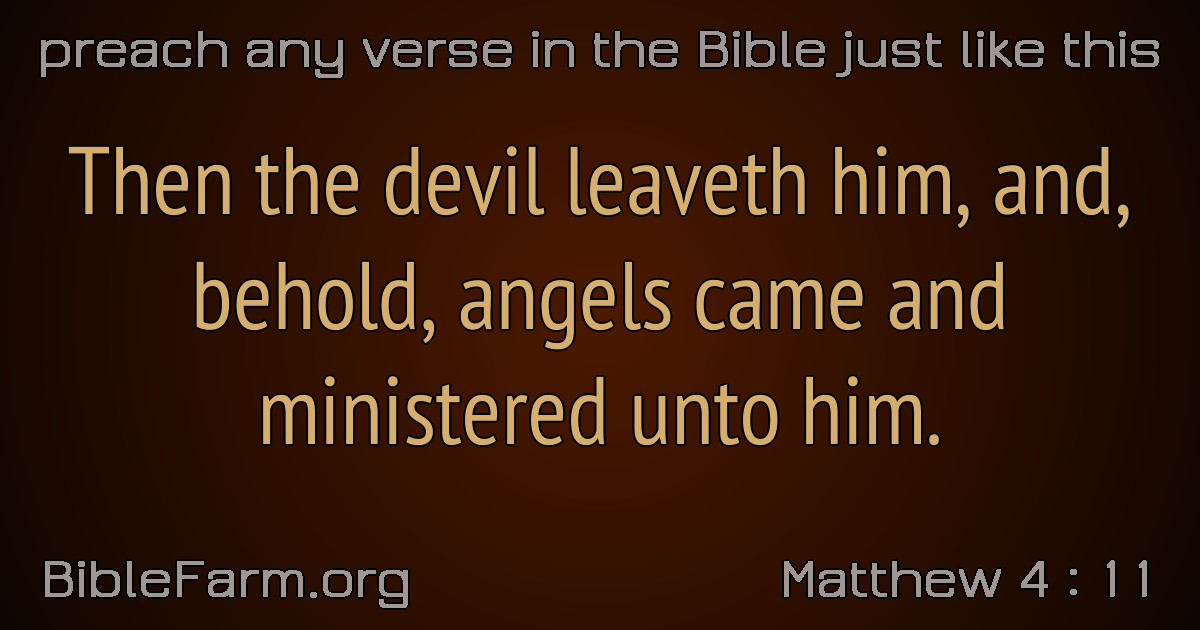 preach any verse in the Bible just like this
Then the devil leaveth him, and,
behold, angels came and
ministered unto him.
BibleFarm.org
Matthew 4 : 11